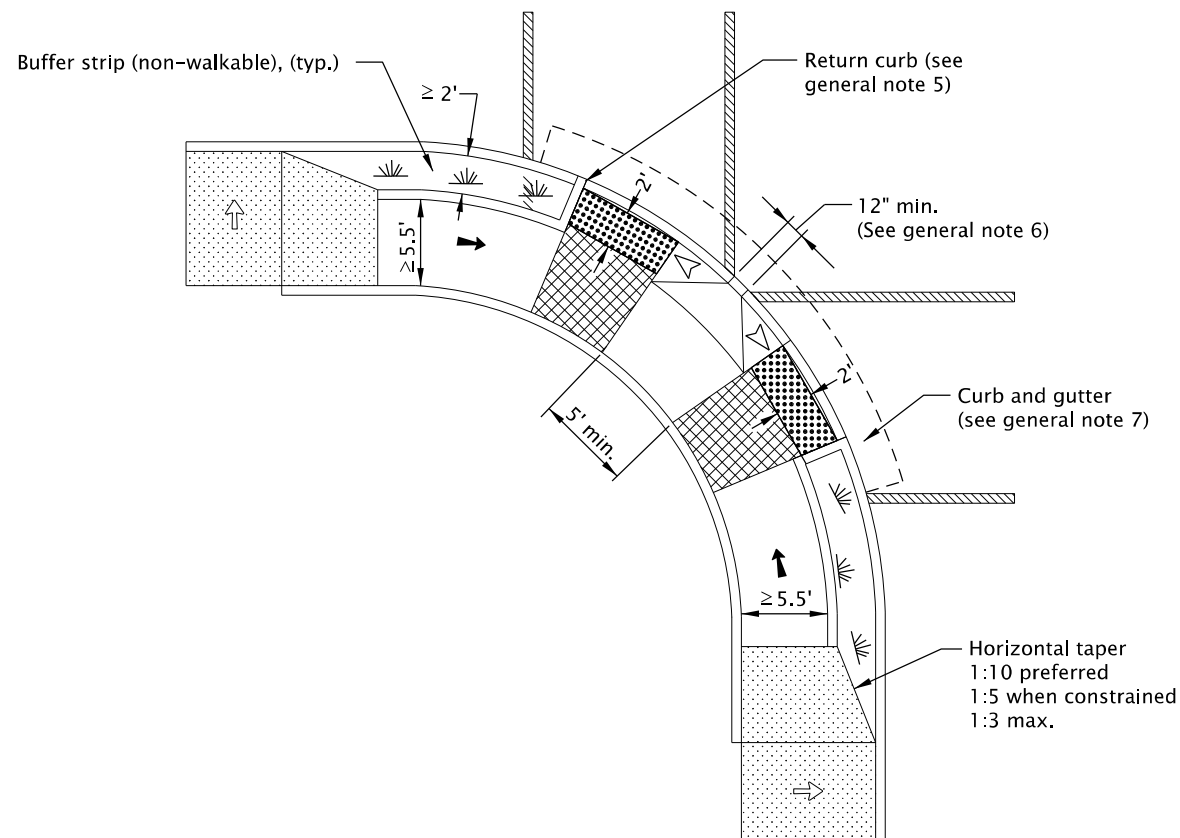 Buffer strip (non-walkable), (typ.)
≥ 2'
Return curb (see
general note 5)
2'
12" min.
(See general note 6)
≥5.5'
2'
Curb and gutter
(see general note 7)
5' min.
≥5.5'
Horizontal taper
1:10 preferred
1:5 when constrained
1:3 max.